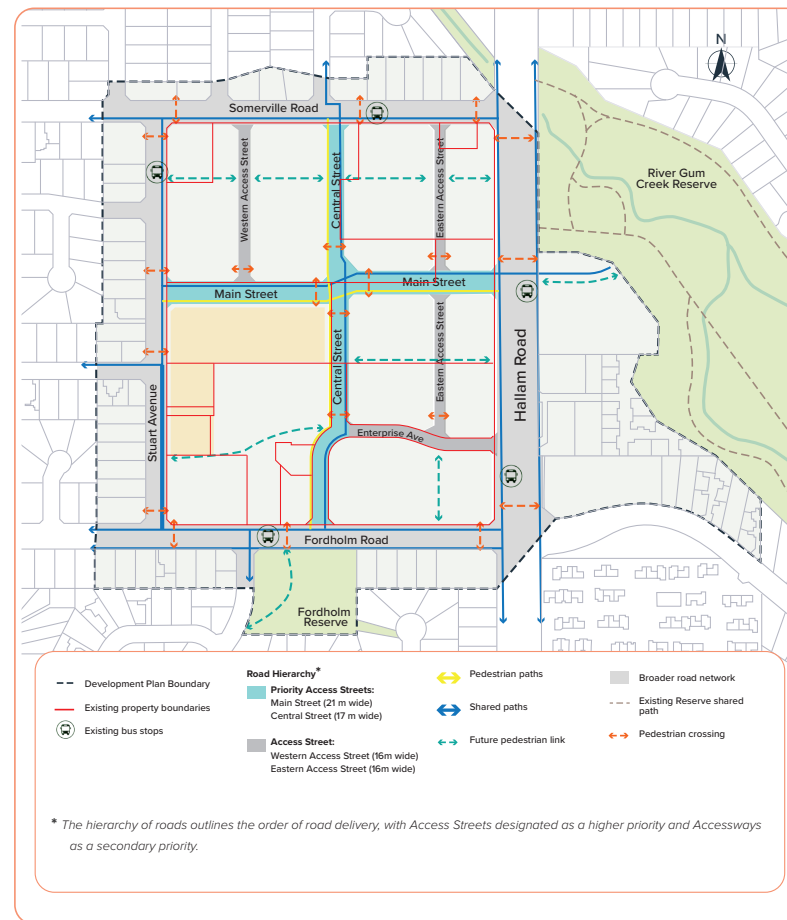 N
Somerville Road
River Gum
Creek Reserve
Western Access Street
Central Street
Eastern Access Street
Main Street
Main Street
Central Street
Eastern Access Street
Hallam Road
Stuart Avenue
Enterprise Ave
Fordholm Road
Fordholm
Reserve
Development Plan Boundary
Existing property boundaries
Existing bus stops
Road Hierarchy*
Priority Access Streets:
Main Street (21 m wide)
Central Street (17 m wide)
Access Street:
Western Access Street (16m wide)
Eastern Access Street (16m wide)
Pedestrian paths
Shared paths
Future pedestrian link
Broader road network
Existing Reserve shared
path
Pedestrian crossing
* The hierarchy of roads outlines the order of road delivery, with Access Streets designated as a higher priority and Accessways
as a secondary priority.